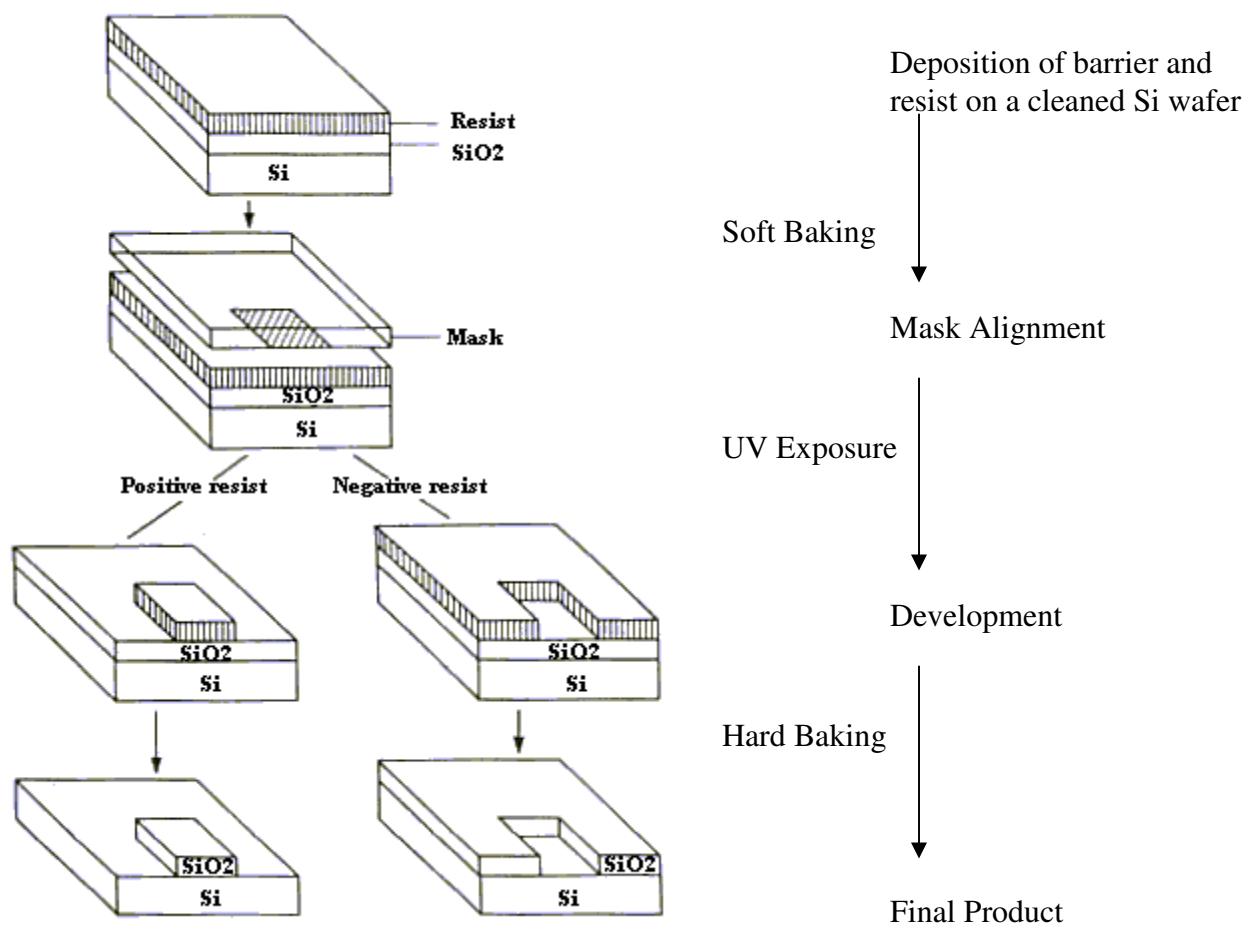 Deposition of barrier and
resist on a cleaned Si wafer
Resist
SiO2
Si
Soft Baking
Mask Alignment
Mask
SiO2
Si
UV Exposure
Positive resist
Negative resist
Development
SiO2
Si
SiO2
Si
Hard Baking
SiO2
Si
SiO2
Si
Final Product